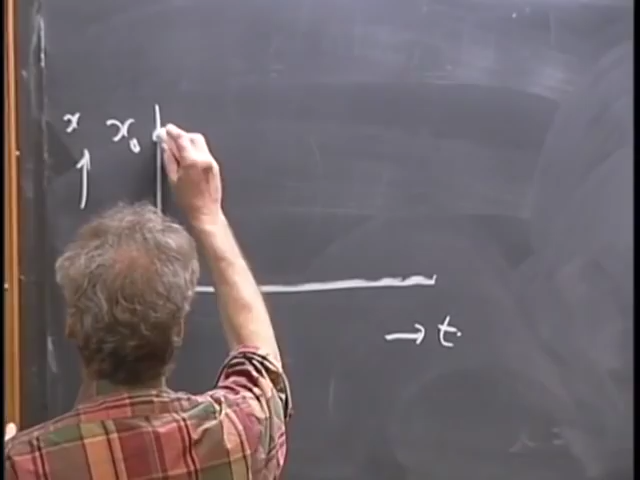 x x₀
→ t.